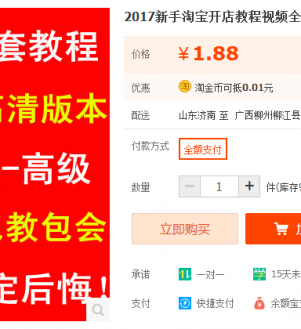 套教程
高清版本
-高级
包教包会
定后悔!
2017新手淘宝开店教程视频全
价格 ¥1.88
优惠 淘金币可抵0.01元
配送 山东济南 至 广西柳州柳江县
付款方式 全额支付
数量 - 1 + 件(库存9
立即购买
承诺 一对一 15天未
支付 快捷支付 余额宝